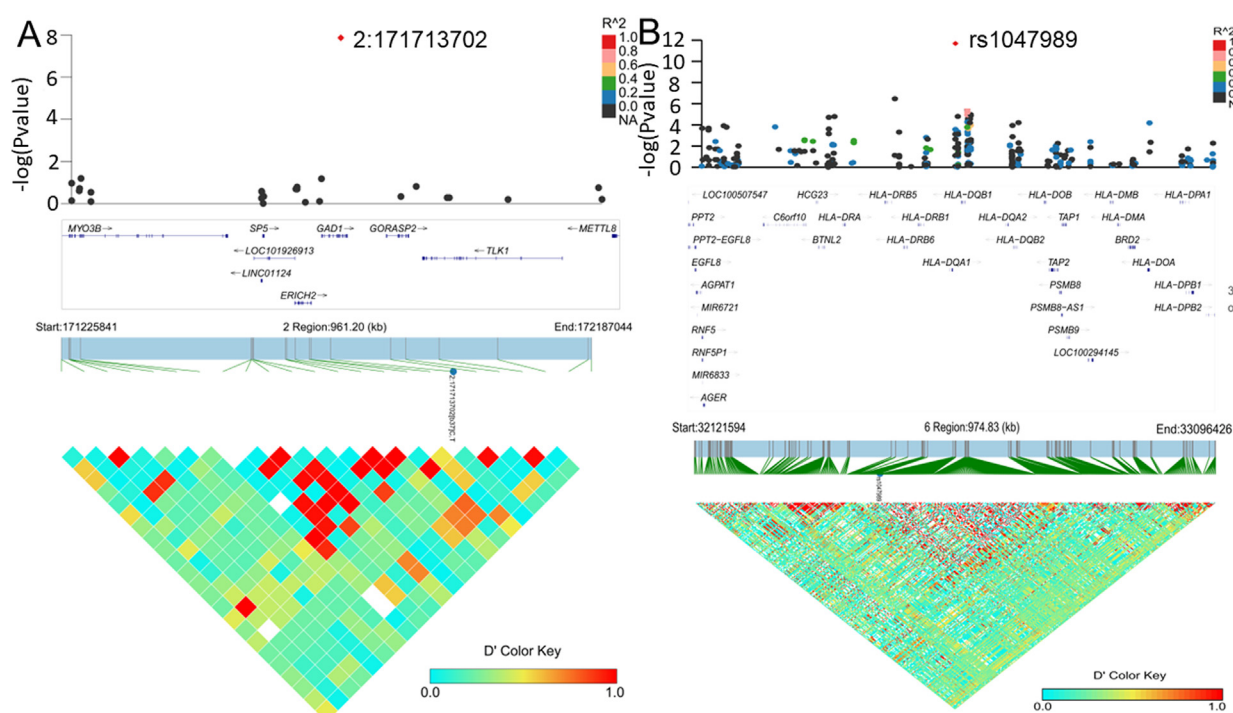 A
-log(Pvalue)
8
6
4
2
0
2:171713702
R^2
1.0
0.8
0.6
0.4
0.2
0.0
NA
MYO3B→
SP5→
GAD1→
GORASP2→
←METTL8
←LOC101926913
←TLK1
←LINC01124
ERICH2→
Start:171225841
2 Region:961.20 (kb)
End:172187044
D' Color Key
0.0
1.0
B
-log(Pvalue)
12
10
8
6
4
2
0
rs1047989
LOC100507547
HCG23
HLA-DRB5
HLA-DQB1
HLA-DOB
HLA-DMB
HLA-DPA1
PPT2
C6orf10
HLA-DRA
HLA-DRB1
HLA-DQA2
TAP1
HLA-DMA
PPT2-EGFL8
BTNL2
HLA-DRB6
HLA-DQB2
BRD2
EGFL8
HLA-DQA1
TAP2
HLA-DOA
AGPAT1
PSMB8
HLA-DPB1
MIR6721
PSMB8-AS1
HLA-DPB2
RNF5
PSMB9
RNF5P1
LOC100294145
MIR6833
AGER
Start:32121594
6 Region:974.83 (kb)
End:33096426
rs1047989
D' Color Key
0.0
1.0